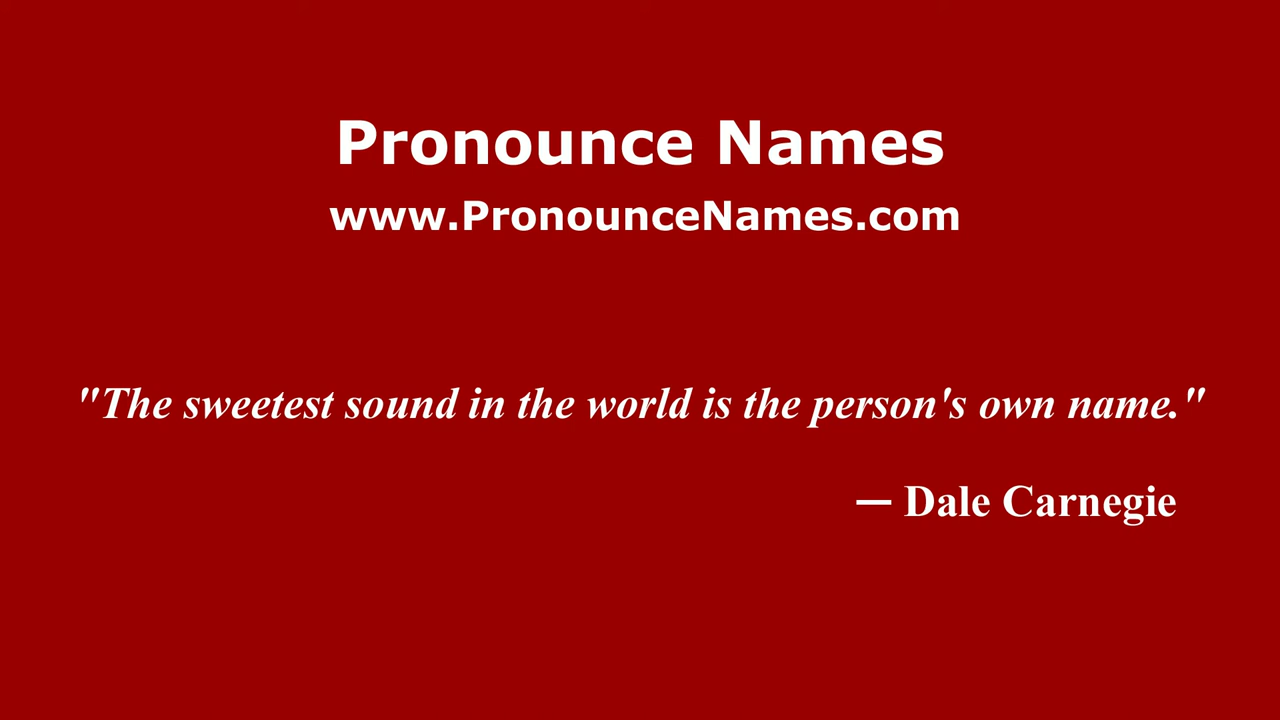 Pronounce Names
www.PronounceNames.com
"The sweetest sound in the world is the person's own name."
— Dale Carnegie